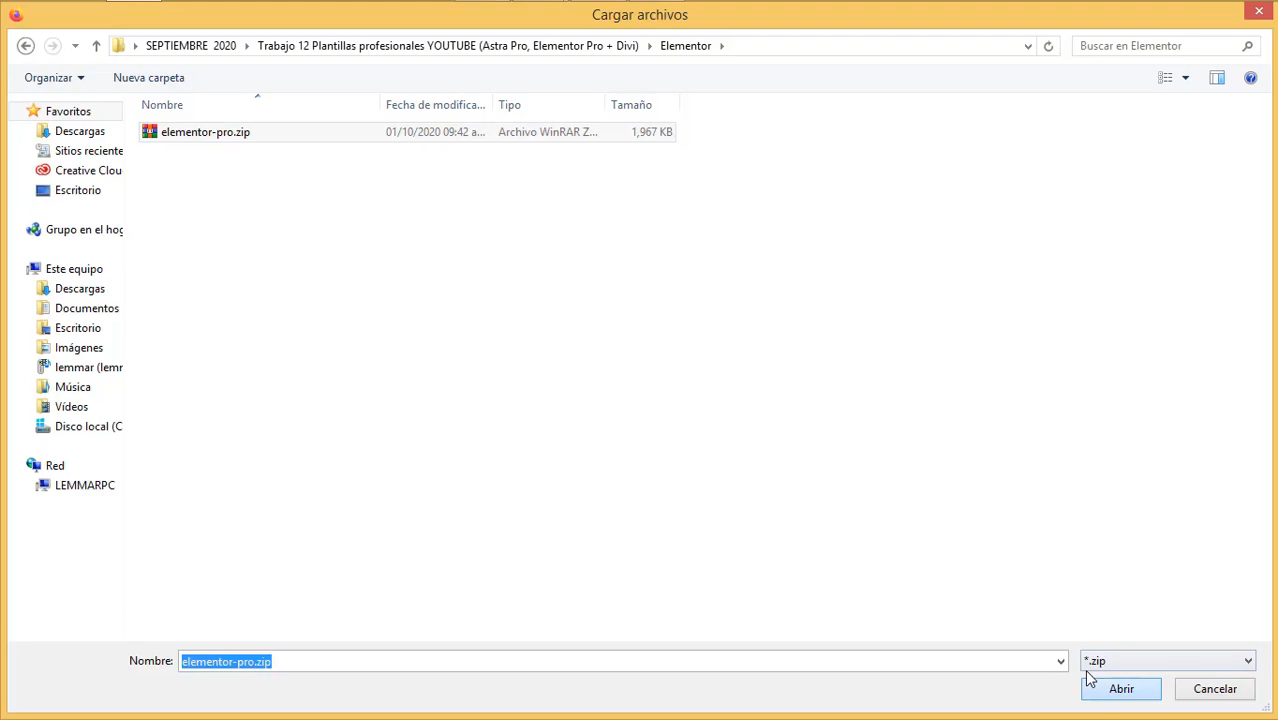 Cargar archivos
SEPTIEMBRE 2020 Trabajo 12 Plantillas profesionales YOUTUBE (Astra Pro, Elementor Pro + Divi) Elementor
Buscar en Elementor
Organizar Nueva carpeta
Nombre Fecha de modifica... Tipo Tamaño
elementor-pro.zip 01/10/2020 09:42 a... Archivo WinRAR Z... 1,967 KB
Favoritos
Descargas
Sitios reciente
Creative Clou
Escritorio
Grupo en el hog
Este equipo
Descargas
Documentos
Escritorio
Imágenes
lemmar (lemm
Música
Vídeos
Disco local (C
Red
LEMMARPC
Nombre: elementor-pro.zip *.zip
Abrir Cancelar